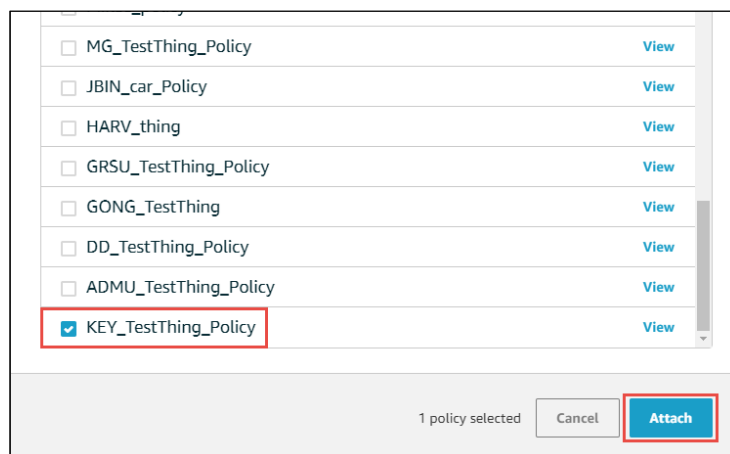 MG_TestThing_Policy View
JBIN_car_Policy View
HARV_thing View
GRSU_TestThing_Policy View
GONG_TestThing View
DD_TestThing_Policy View
ADMU_TestThing_Policy View
KEY_TestThing_Policy View
1 policy selected Cancel Attach